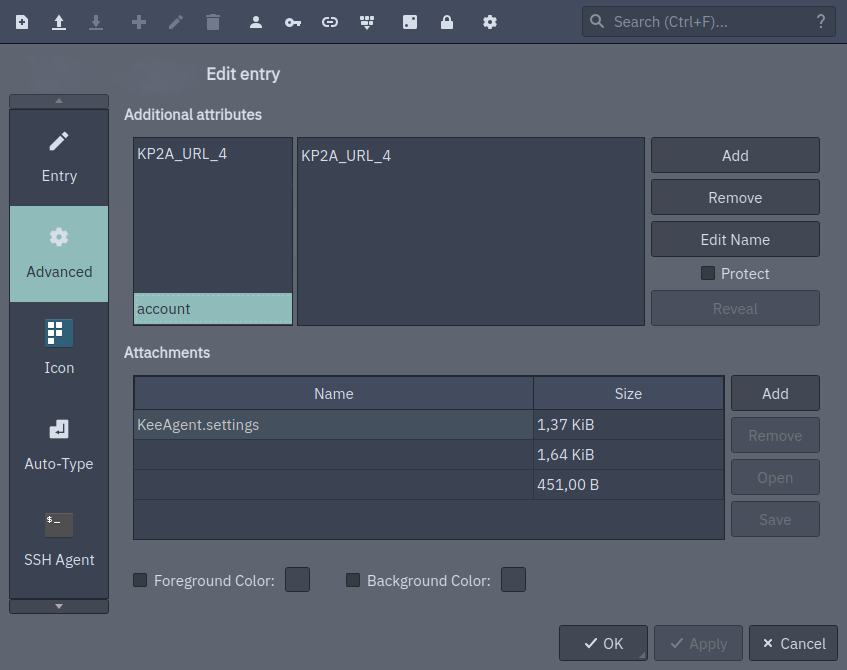 Search (Ctrl+F)... ?
Edit entry
Additional attributes
Entry
Advanced
Icon
Auto-Type
$_
SSH Agent
KP2A_URL_4
account
KP2A_URL_4
Add
Remove
Edit Name
Protect
Reveal
Attachments
Name Size
KeeAgent.settings 1,37 KiB
1,64 KiB
451,00 B
Add
Remove
Open
Save
Foreground Color: Background Color:
OK Apply Cancel